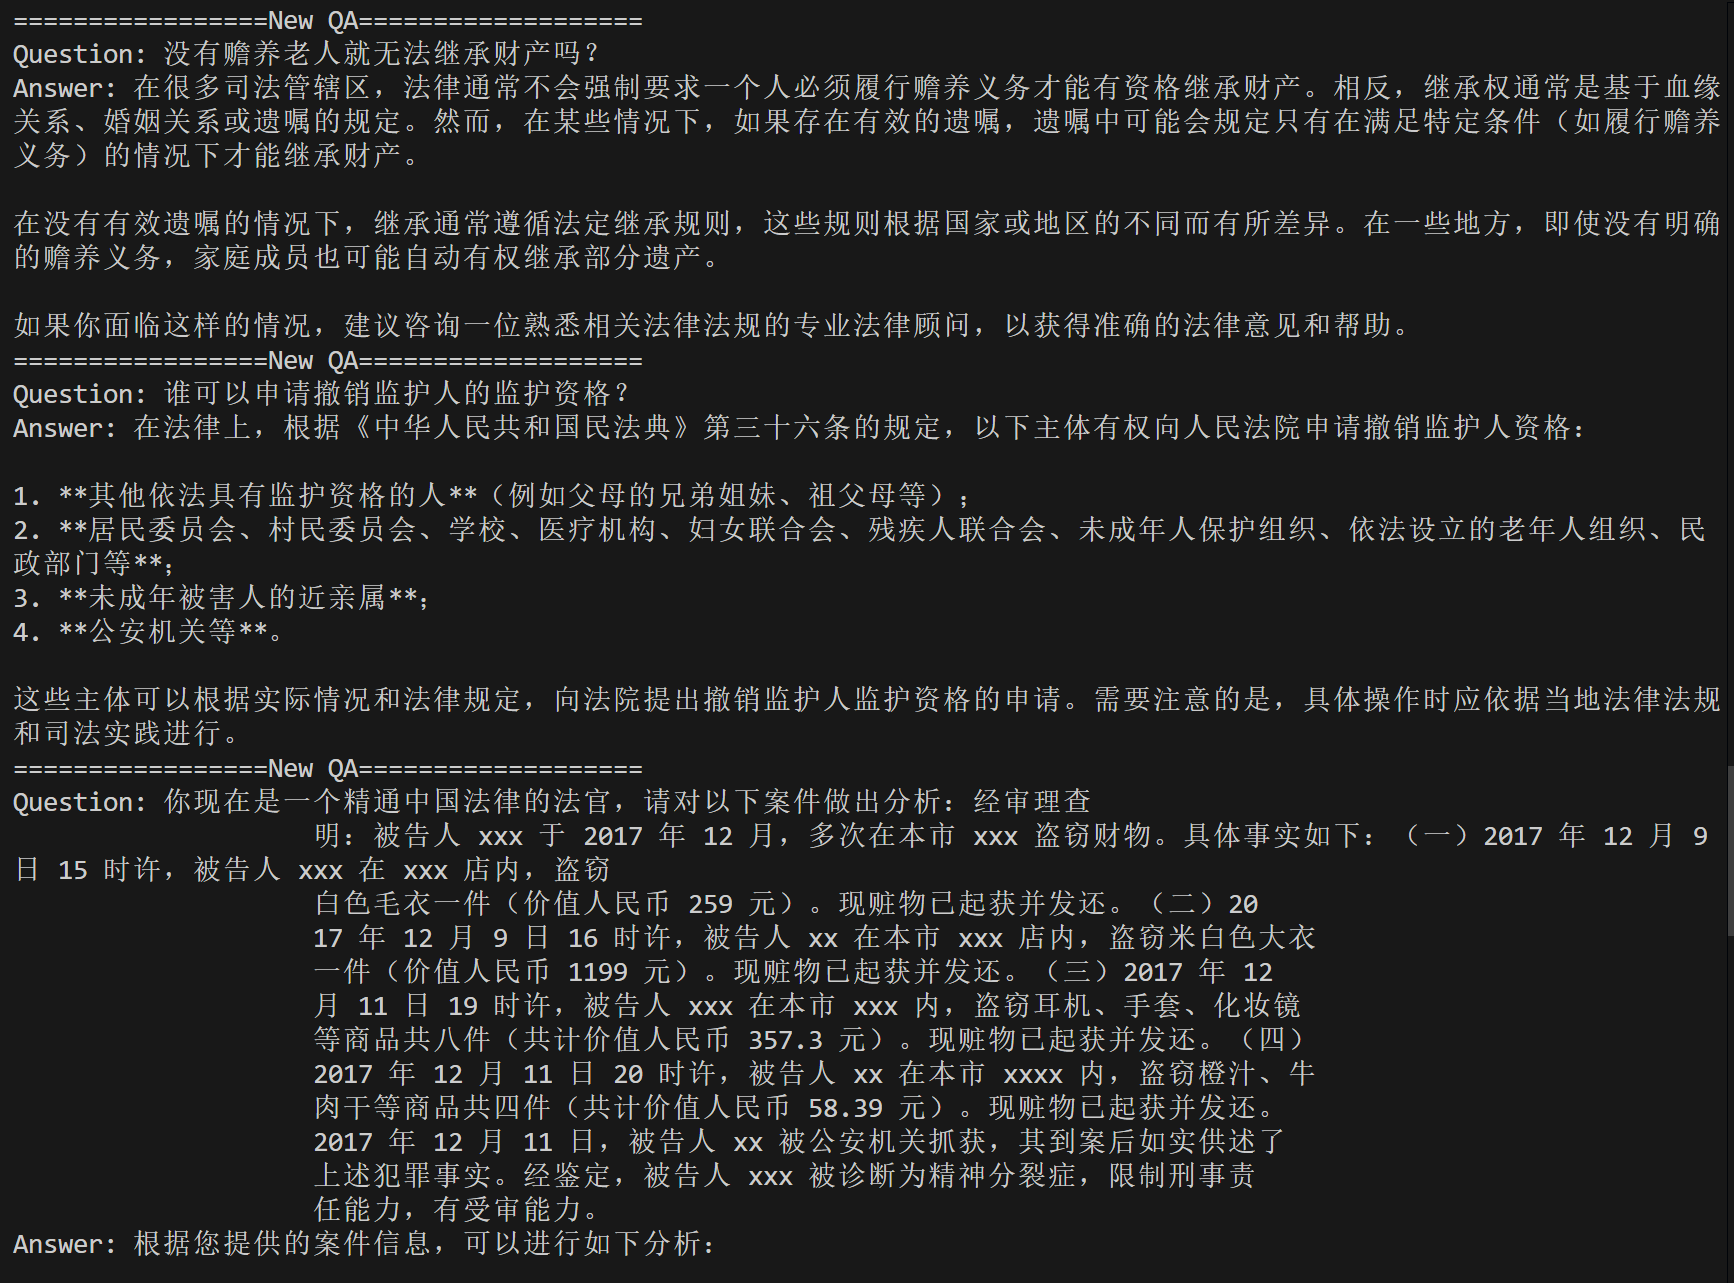 =================New QA===================
Question: 没有赡养老人就无法继承财产吗？
Answer: 在很多司法管辖区，法律通常不会强制要求一个人必须履行赡养义务才能有资格继承财产。相反，继承权通常是基于血缘
关系、婚姻关系或遗嘱的规定。然而，在某些情况下，如果存在有效的遗嘱，遗嘱中可能会规定只有在满足特定条件（如履行赡养
义务）的情况下才能继承财产。
在没有有效遗嘱的情况下，继承通常遵循法定继承规则，这些规则根据国家或地区的不同而有所差异。在一些地方，即使没有明确
的赡养义务，家庭成员也可能自动有权继承部分遗产。
如果你面临这样的情况，建议咨询一位熟悉相关法律法规的专业法律顾问，以获得准确的法律意见和帮助。
=================New QA===================
Question: 谁可以申请撤销监护人的监护资格？
Answer: 在法律上，根据《中华人民共和国民法典》第三十六条的规定，以下主体有权向人民法院申请撤销监护人资格：
1. **其他依法具有监护资格的人**（例如父母的兄弟姐妹、祖父母等）；
2. **居民委员会、村民委员会、学校、医疗机构、妇女联合会、残疾人联合会、未成年人保护组织、依法设立的老年人组织、民
政部门等**；
3. **未成年被害人的近亲属**；
4. **公安机关等**。
这些主体可以根据实际情况和法律规定，向法院提出撤销监护人监护资格的申请。需要注意的是，具体操作时应依据当地法律法规
和司法实践进行。
=================New QA===================
Question: 你现在是一个精通中国法律的法官，请对以下案件做出分析：经审理查
明：被告人 xxx 于 2017 年 12 月，多次在本市 xxx 盗窃财物。具体事实如下：（一）2017 年 12 月 9
日 15 时许，被告人 xxx 在 xxx 店内，盗窃
白色毛衣一件（价值人民币 259 元）。现赃物已起获并发还。（二）20
17 年 12 月 9 日 16 时许，被告人 xx 在本市 xxx 店内，盗窃米白色大衣
一件（价值人民币 1199 元）。现赃物已起获并发还。（三）2017 年 12
月 11 日 19 时许，被告人 xxx 在本市 xxx 内，盗窃耳机、手套、化妆镜
等商品共八件（共计价值人民币 357.3 元）。现赃物已起获并发还。（四）
2017 年 12 月 11 日 20 时许，被告人 xx 在本市 xxxx 内，盗窃橙汁、牛
肉干等商品共四件（共计价值人民币 58.39 元）。现赃物已起获并发还。
2017 年 12 月 11 日，被告人 xx 被公安机关抓获，其到案后如实供述了
上述犯罪事实。经鉴定，被告人 xxx 被诊断为精神分裂症，限制刑事责
任能力，有受审能力。
Answer: 根据您提供的案件信息，可以进行如下分析：